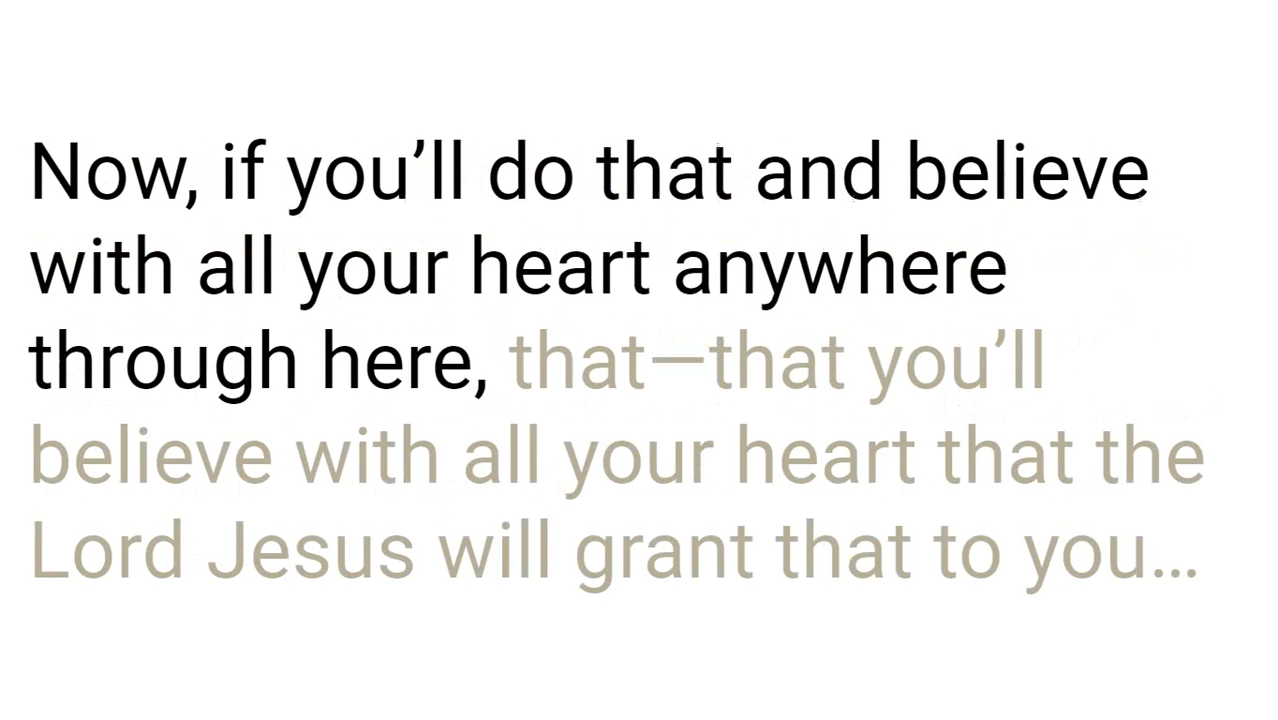 Now, if you’ll do that and believe
with all your heart anywhere
through here, that—that you’ll
believe with all your heart that the
Lord Jesus will grant that to you…